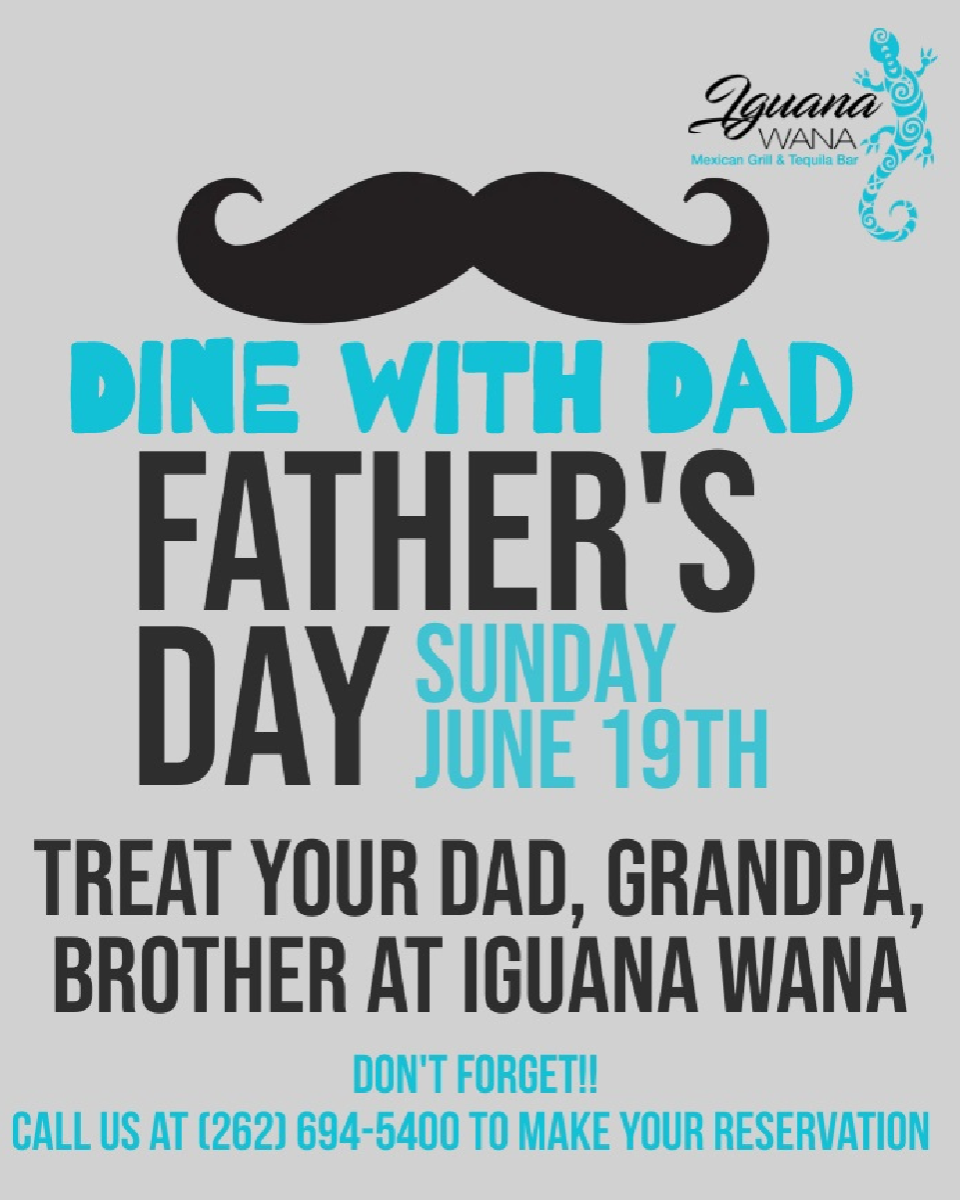 Iguana
WANA
Mexican Grill & Tequila Bar
DINE WITH DAD
FATHER'S
DAY
SUNDAY
JUNE 19TH
TREAT YOUR DAD, GRANDPA,
BROTHER AT IGUANA WANA
DON'T FORGET!!
CALL US AT (262) 694-5400 TO MAKE YOUR RESERVATION